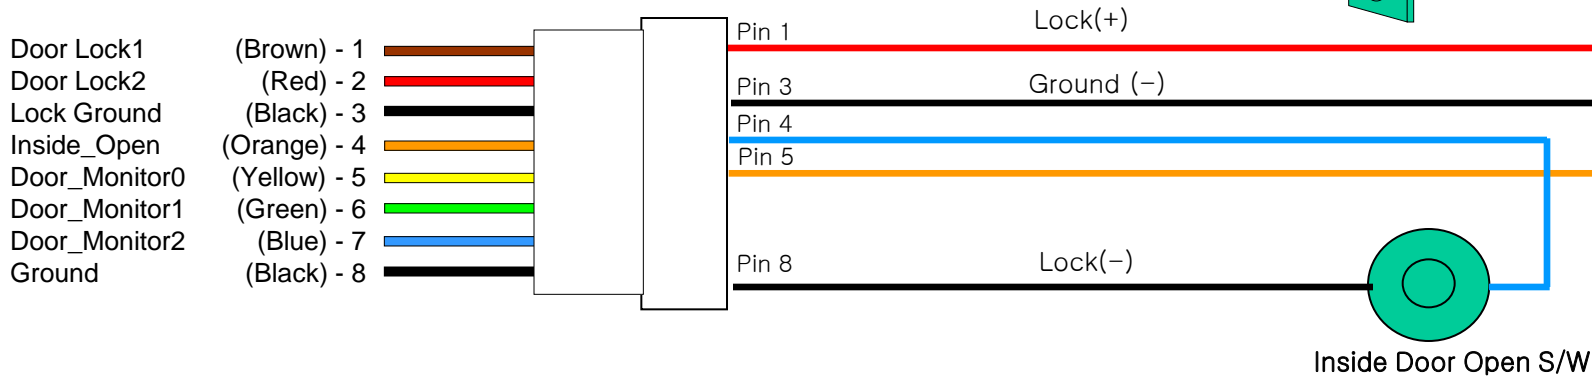 Lock(+)
Pin 1
Door Lock1 (Brown) - 1
Door Lock2 (Red) - 2
Pin 3
Ground (-)
Lock Ground (Black) - 3
Pin 4
Inside_Open (Orange) - 4
Pin 5
Door_Monitor0 (Yellow) - 5
Door_Monitor1 (Green) - 6
Door_Monitor2 (Blue) - 7
Pin 8
Lock(-)
Ground (Black) - 8
Inside Door Open S/W